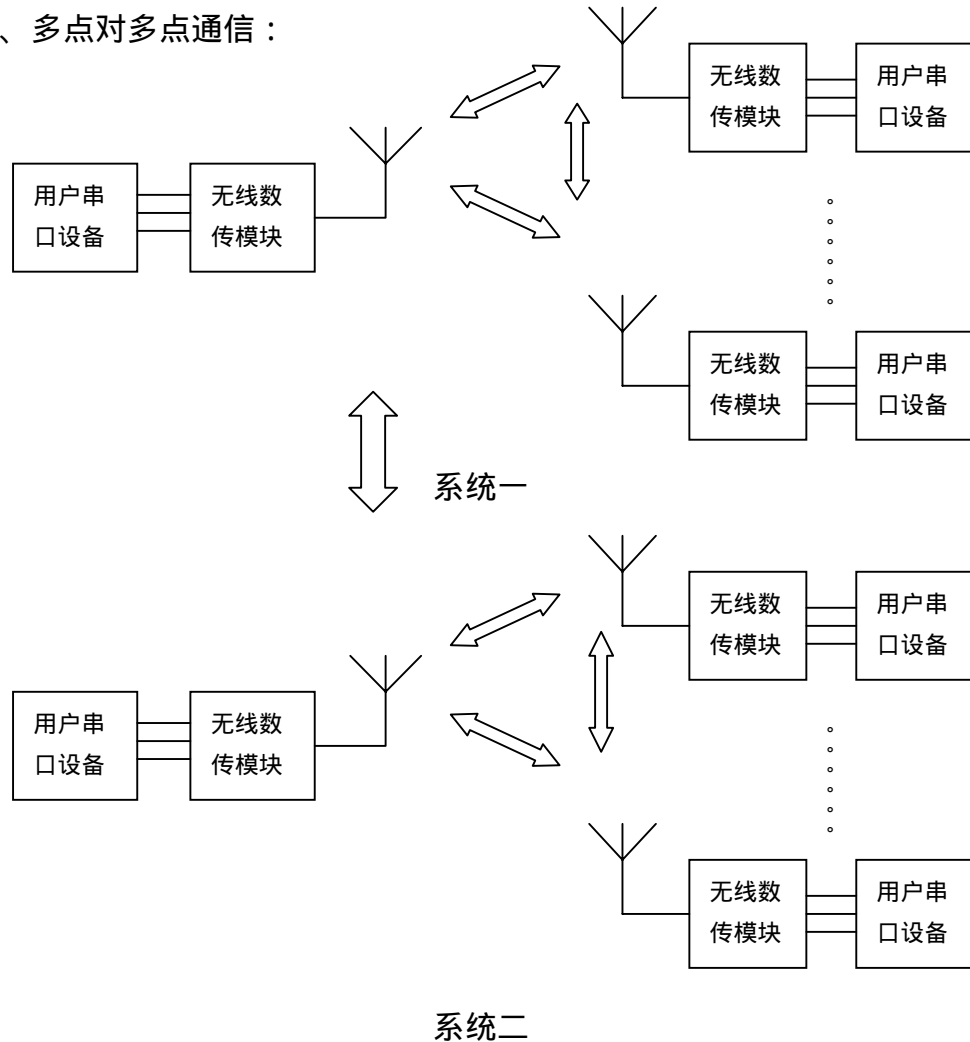 、多点对多点通信：
无线数
传模块
用户串
口设备
用户串
口设备
无线数
传模块
无线数
传模块
用户串
口设备
系统一
无线数
传模块
用户串
口设备
用户串
口设备
无线数
传模块
无线数
传模块
用户串
口设备
系统二